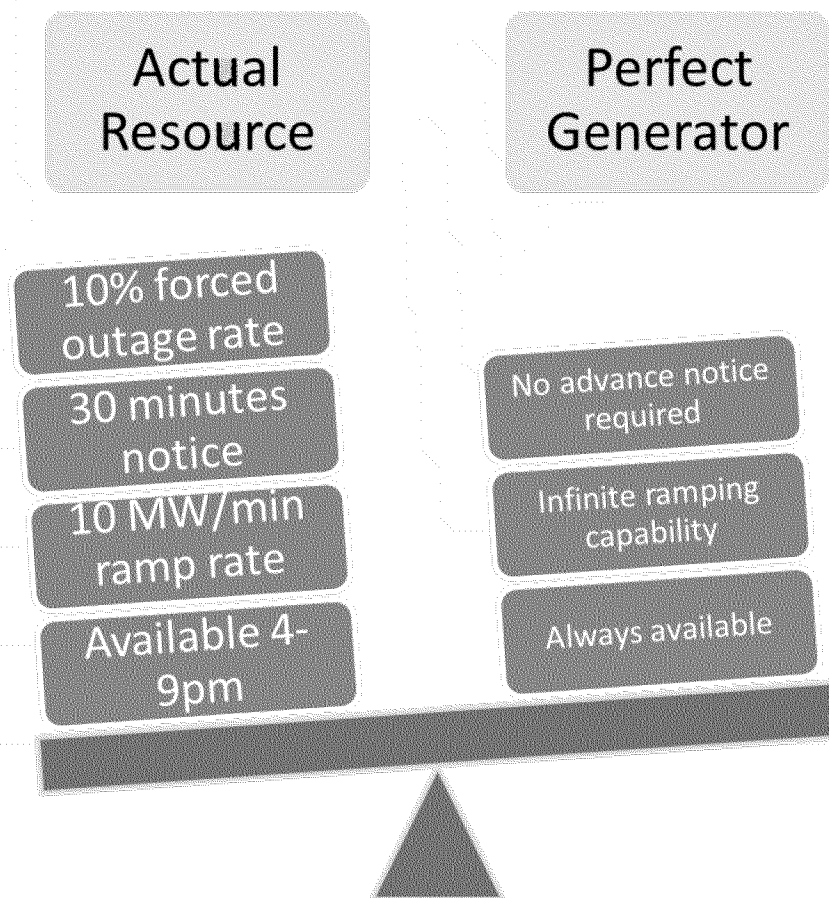 Actual
Resource
Perfect
Generator
10% forced
outage rate
30 minutes
notice
10 MW/min
ramp rate
Available 4-
9pm
No advance notice
required
Infinite ramping
capability
Always available